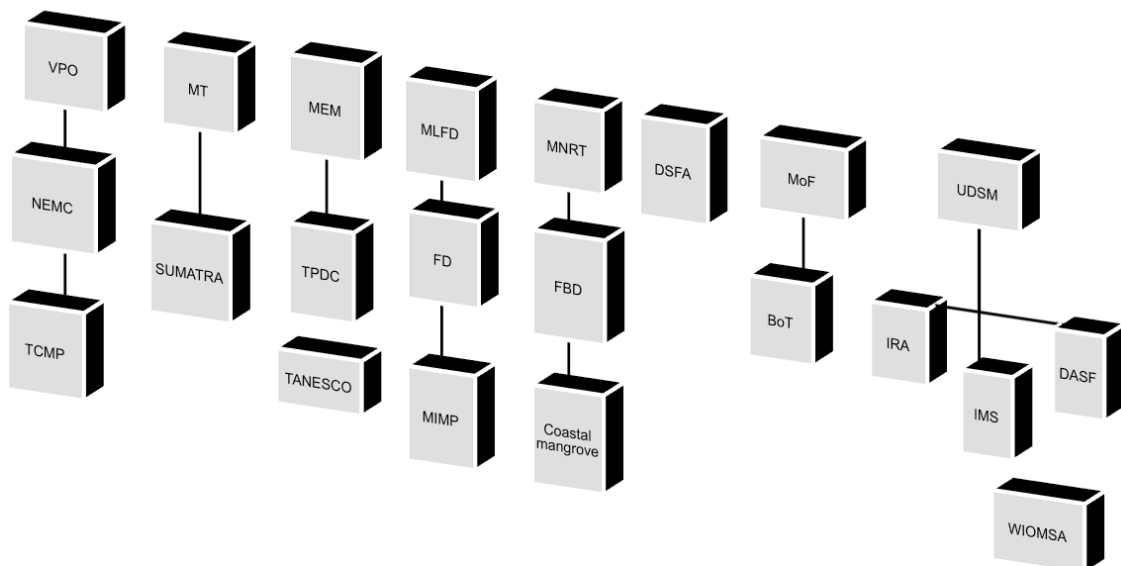 VPO
MT
MEM
MLFD
MNRT
DSFA
MoF
UDSM
NEMC
SUMATRA
TPDC
FD
FBD
BoT
IRA
DASF
TCMP
TANESCO
MIMP
Coastal
mangrove
IMS
WIOMSA